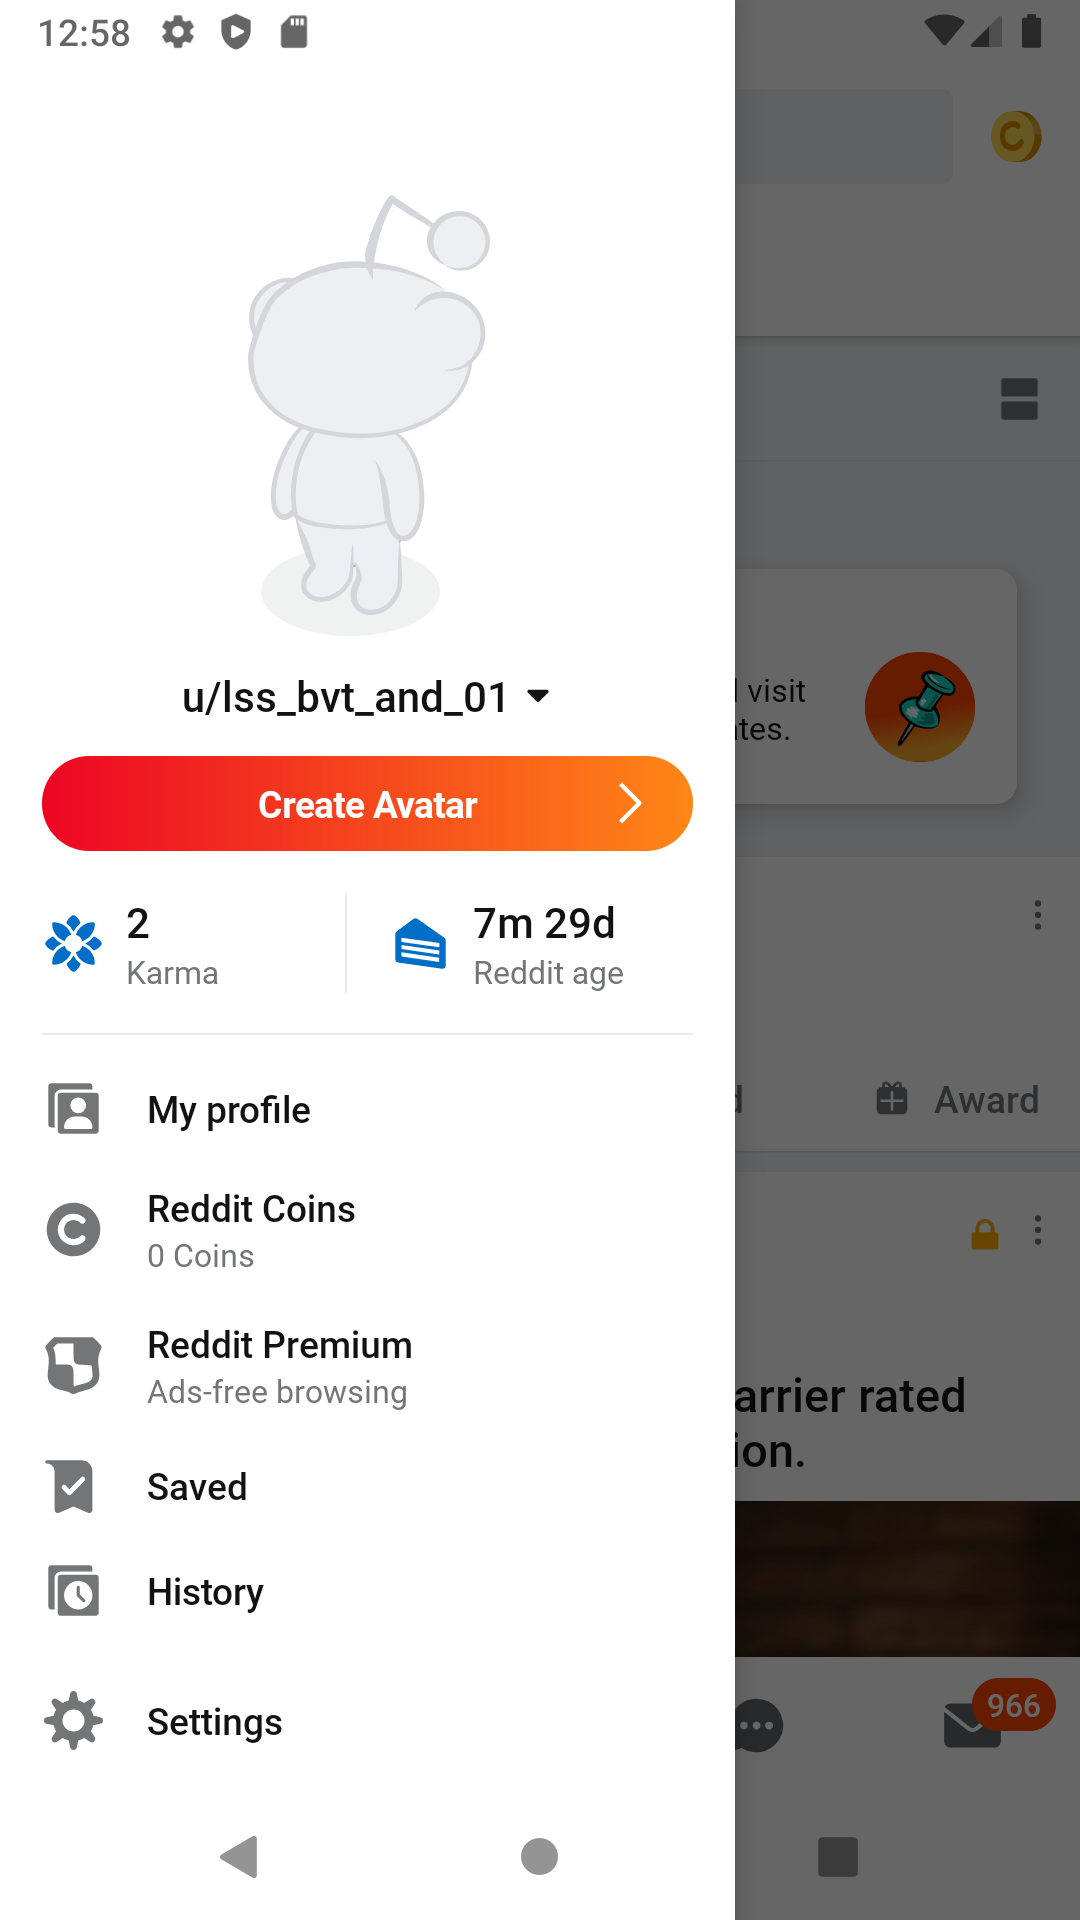 12:58
u/lss_bvt_and_01
Create Avatar
2
Karma
7m 29d
Reddit age
My profile
Reddit Coins
0 Coins
Reddit Premium
Ads-free browsing
Saved
History
Settings
visit
Award
arrier rated
ion.
966